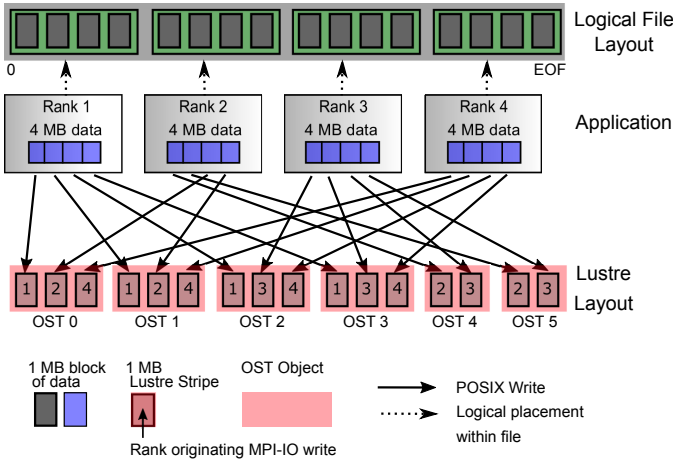 Logical File
Layout
0
EOF
Rank 1
4 MB data
Rank 2
4 MB data
Rank 3
4 MB data
Rank 4
4 MB data
Application
1 2 4
1 2 4
1 3 4
1 3 4
2 3
2 3
Lustre
Layout
OST 0
OST 1
OST 2
OST 3
OST 4
OST 5
1 MB block
of data
1 MB
Lustre Stripe
OST Object
POSIX Write
Logical placement
within file
Rank originating MPI-IO write